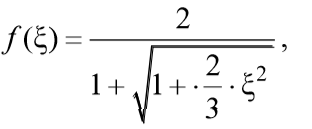 f(ξ) = 2 / (1 + √(1 + · 2/3 · ξ²)),